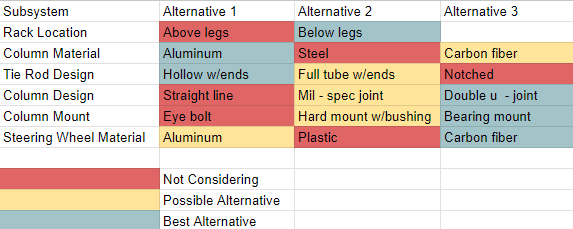 Subsystem Alternative 1 Alternative 2 Alternative 3
Rack Location Above legs Below legs
Column Material Aluminum Steel Carbon fiber
Tie Rod Design Hollow w/ends Full tube w/ends Notched
Column Design Straight line Mil - spec joint Double u - joint
Column Mount Eye bolt Hard mount w/bushing Bearing mount
Steering Wheel Material Aluminum Plastic Carbon fiber
Not Considering
Possible Alternative
Best Alternative